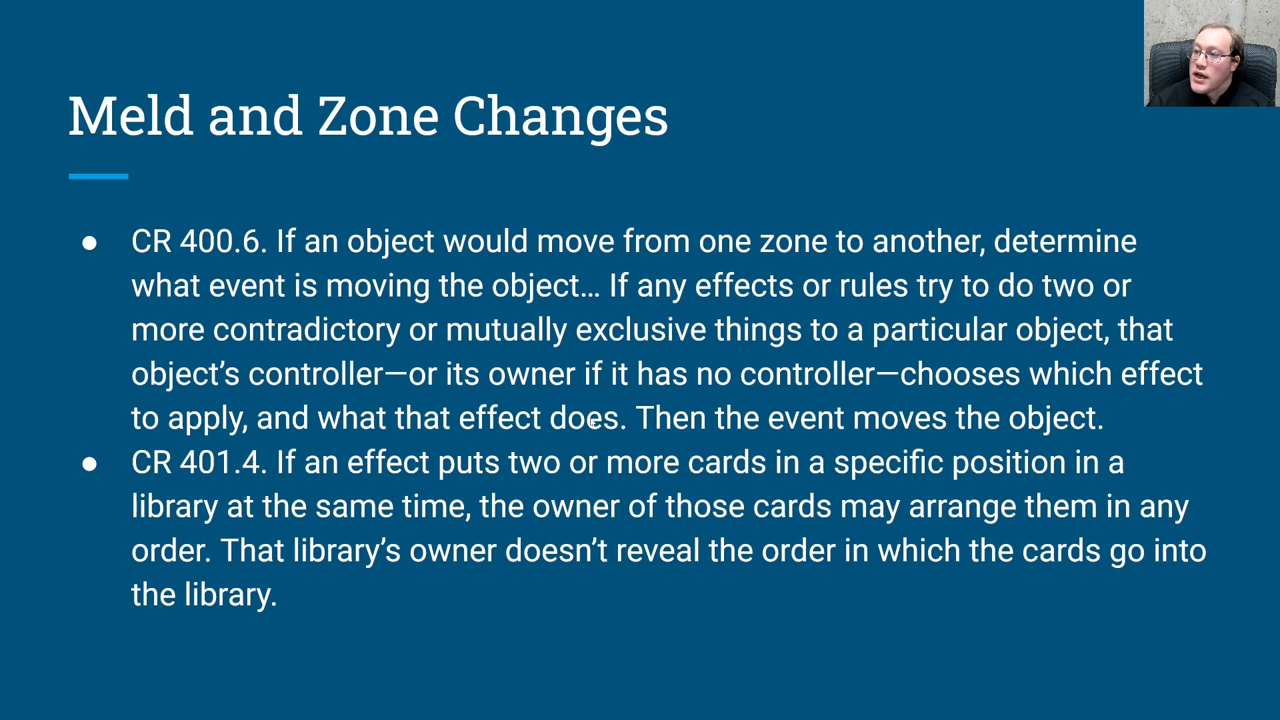 Meld and Zone Changes
● CR 400.6. If an object would move from one zone to another, determine
what event is moving the object… If any effects or rules try to do two or
more contradictory or mutually exclusive things to a particular object, that
object’s controller—or its owner if it has no controller—chooses which effect
to apply, and what that effect does. Then the event moves the object.
● CR 401.4. If an effect puts two or more cards in a specific position in a
library at the same time, the owner of those cards may arrange them in any
order. That library’s owner doesn’t reveal the order in which the cards go into
the library.